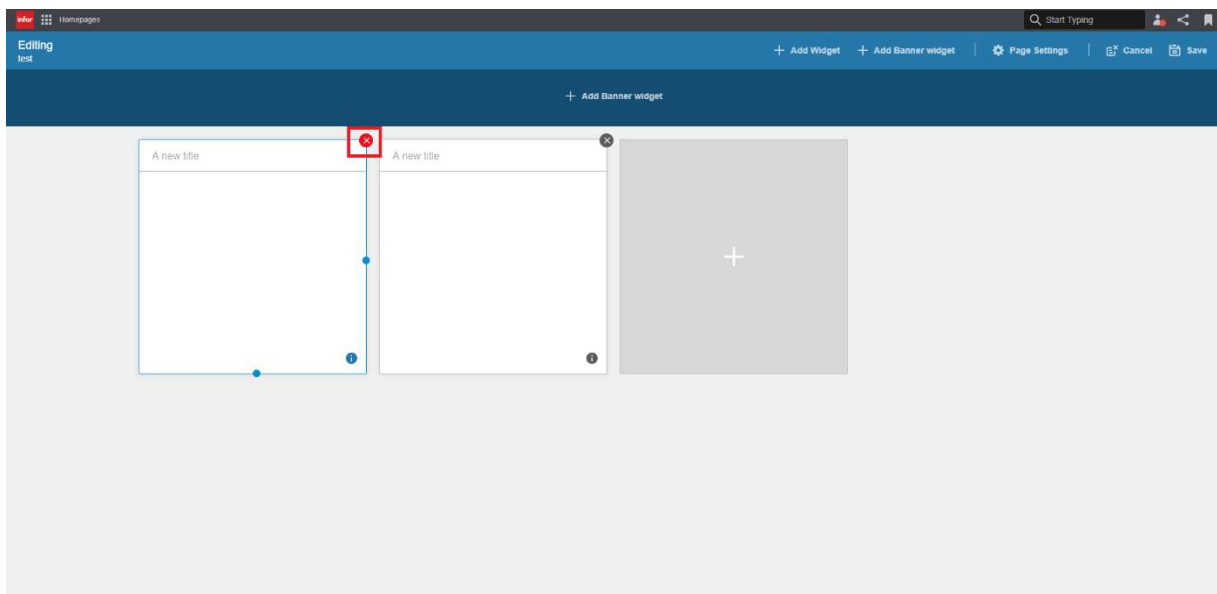 infor Homepages Start Typing
Editing
test
Add Widget Add Banner widget Page Settings Cancel Save
Add Banner widget
A new title A new title